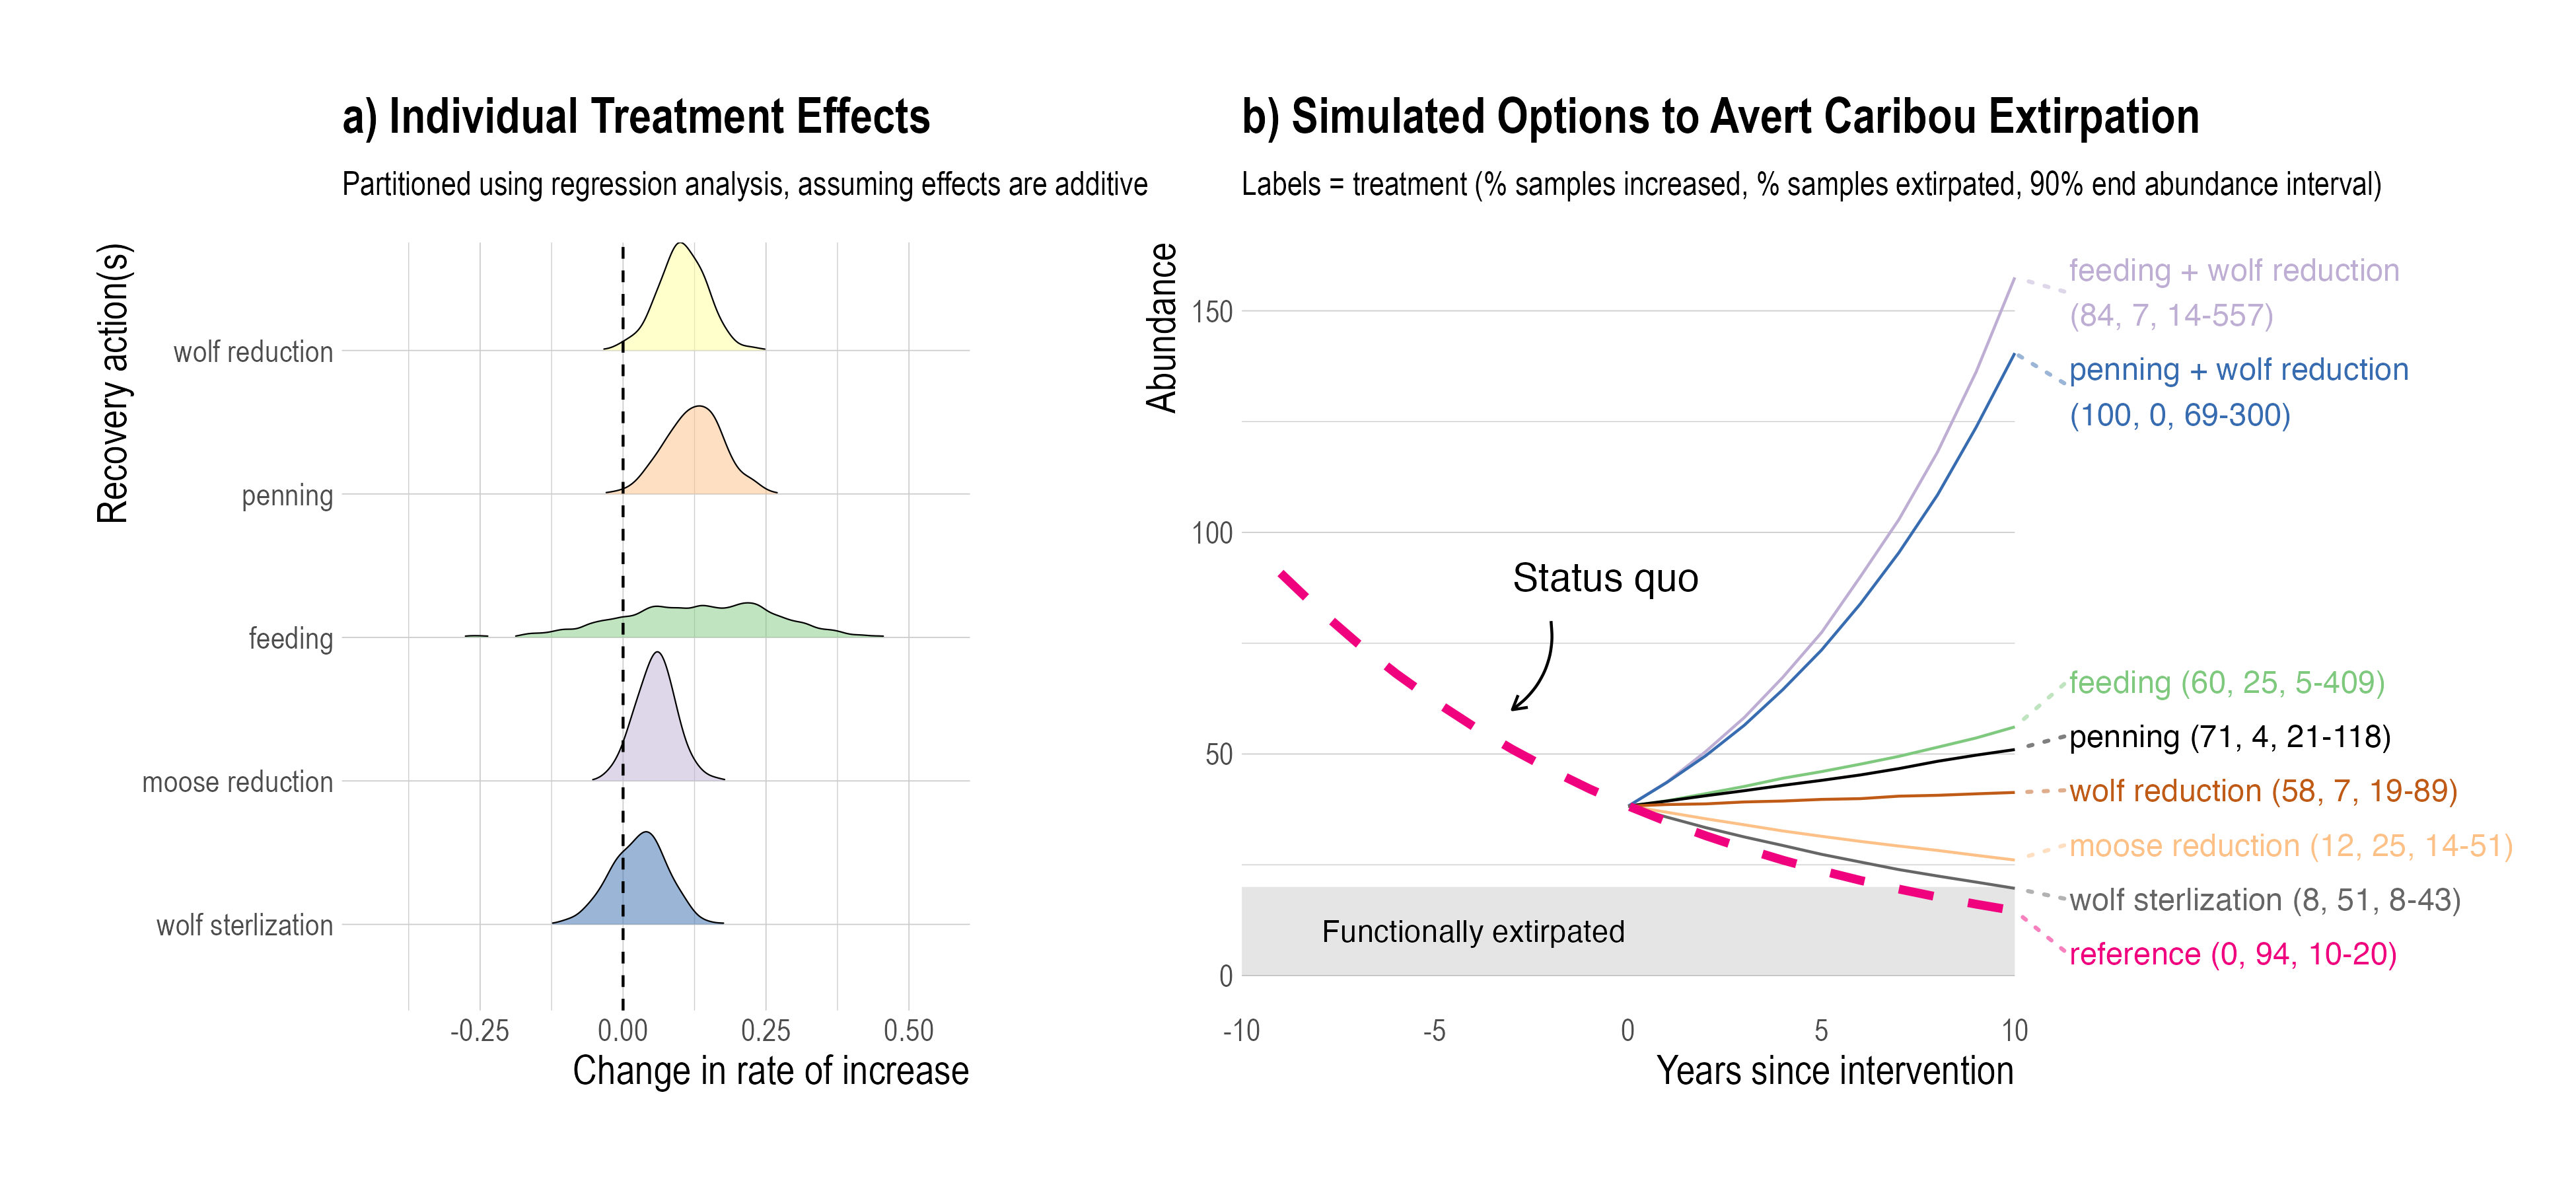 a) Individual Treatment Effects
Partitioned using regression analysis, assuming effects are additive
Recovery action(s)
wolf reduction
penning
feeding
moose reduction
wolf sterlization
-0.25
0.00
0.25
0.50
Change in rate of increase
b) Simulated Options to Avert Caribou Extirpation
Labels = treatment (% samples increased, % samples extirpated, 90% end abundance interval)
Abundance
150
100
50
0
Status quo
Functionally extirpated
feeding + wolf reduction
(84, 7, 14-557)
penning + wolf reduction
(100, 0, 69-300)
feeding (60, 25, 5-409)
penning (71, 4, 21-118)
wolf reduction (58, 7, 19-89)
moose reduction (12, 25, 14-51)
wolf sterlization (8, 51, 8-43)
reference (0, 94, 10-20)
-10
-5
0
5
10
Years since intervention